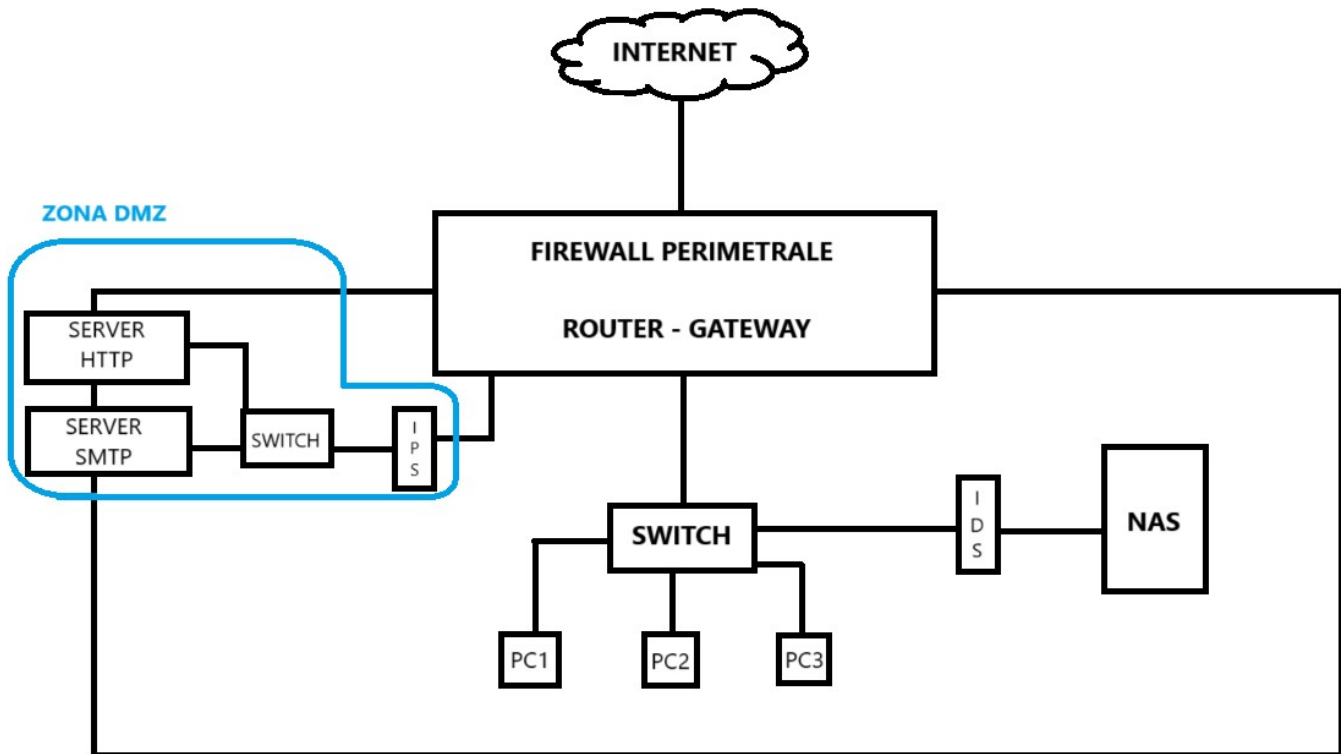 INTERNET
ZONA DMZ
FIREWALL PERIMETRALE
ROUTER - GATEWAY
SERVER
HTTP
SERVER
SMTP
SWITCH
I
P
S
SWITCH
I
D
S
NAS
PC1
PC2
PC3